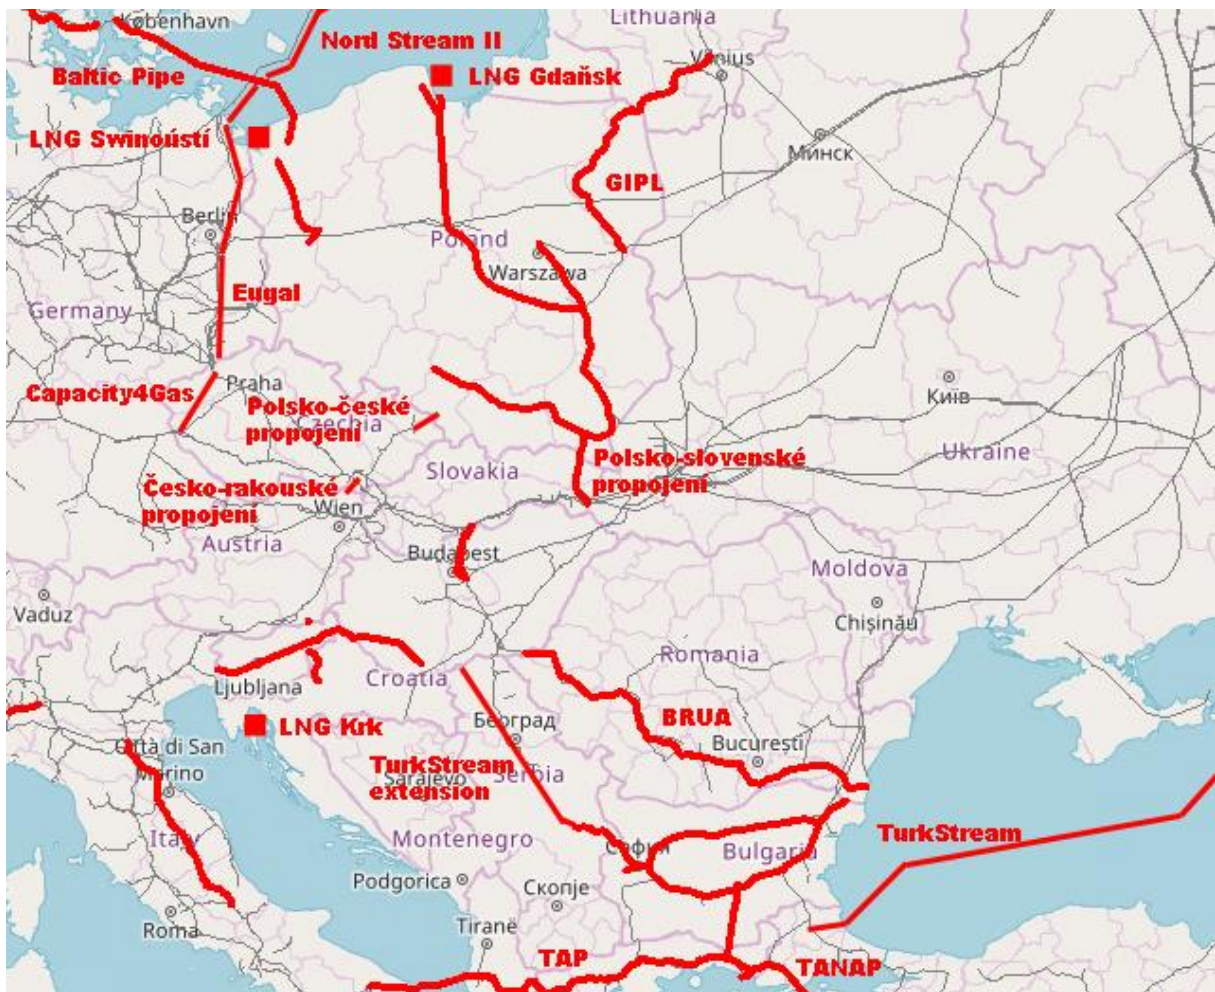 København
Lithuania
Nord Stream II
Vilnius
Baltic Pipe
LNG Gdaňsk
LNG Swinoústí
Минск
GIPL
Berlin
Poland
Warszawa
Eugal
Germany
Praha
Київ
Capacity4Gas
Polsko-české
propojení
Czechia
Ukraine
Polsko-slovenské
propojení
Slovakia
Česko-rakouské
propojení
Wien
Austria
Budapest
Moldova
Vaduz
Chișinău
Romania
Croatia
Ljubljana
LNG Krk
Београд
BRUA
București
Città di San
Marino
TurkStream
extension
Sarajevo
Serbia
Italy
Montenegro
София
Bulgaria
TurkStream
Podgorica
Скопје
Roma
Tiranë
TAP
TANAP